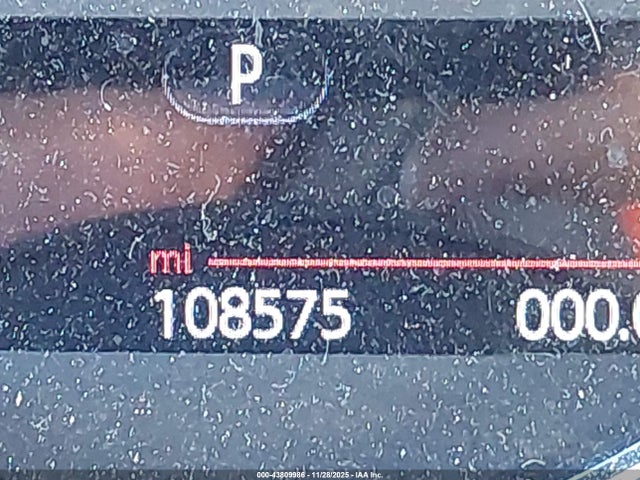 P
mi
108575 000.
000-43809986 - 11/28/2025 - IAA Inc.